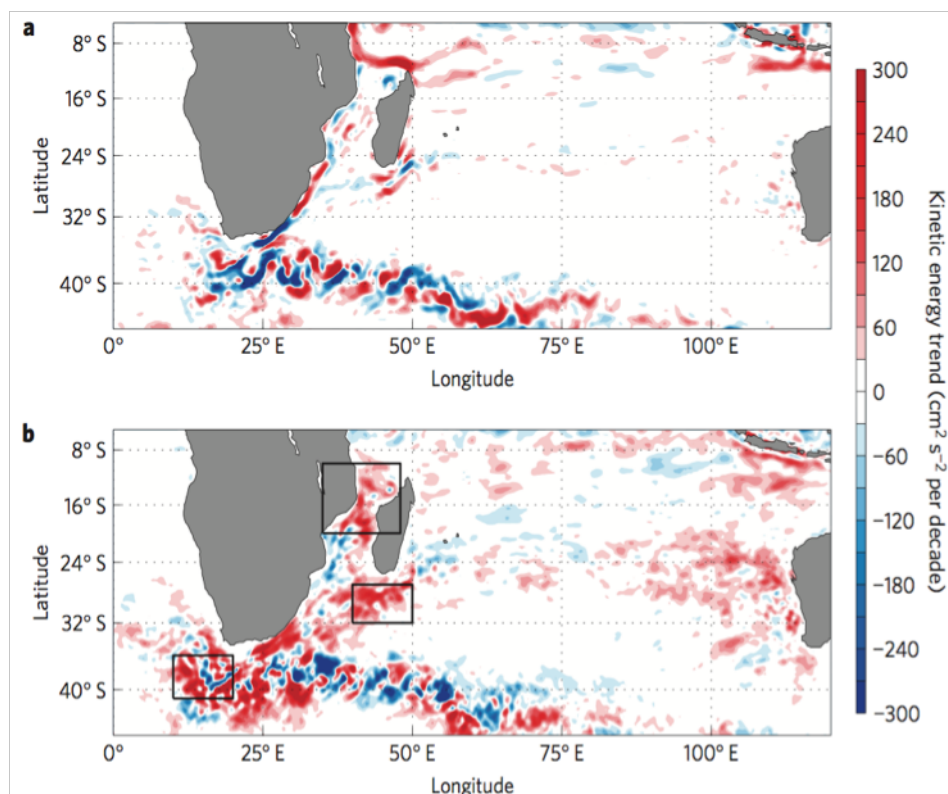 a
8° S
16° S
24° S
32° S
40° S
Latitude
0°
25° E
50° E
75° E
100° E
Longitude
b
8° S
16° S
24° S
32° S
40° S
Latitude
0°
25° E
50° E
75° E
100° E
Longitude
300
240
180
120
60
0
−60
−120
−180
−240
−300
Kinetic energy trend (cm² s⁻² per decade)